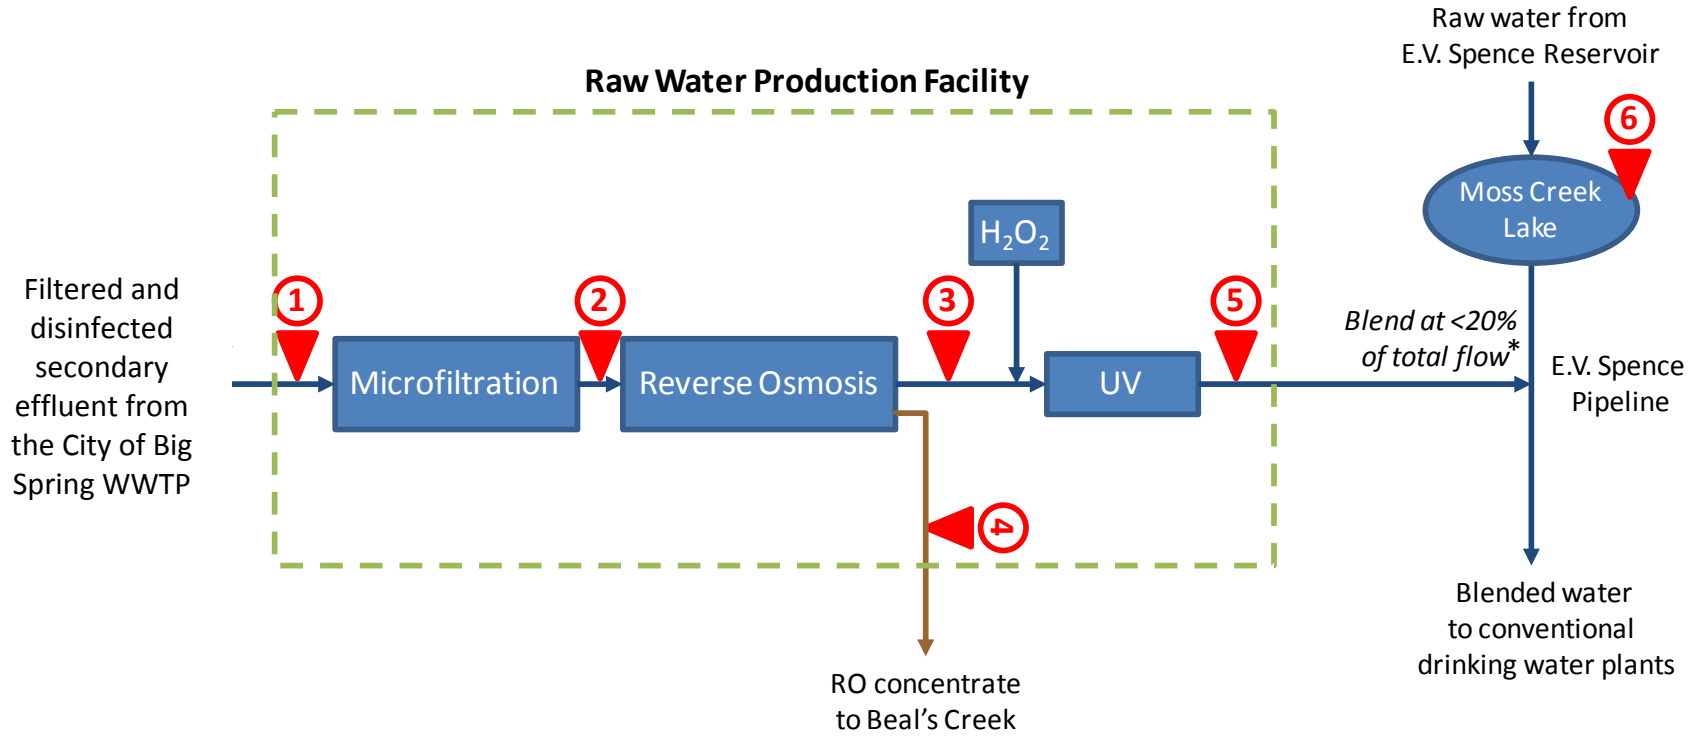 Raw water from
E.V. Spence Reservoir
Raw Water Production Facility
6
Moss Creek
Lake
H₂O₂
Filtered and
disinfected
secondary
effluent from
the City of Big
Spring WWTP
1
2
3
5
Microfiltration
Reverse Osmosis
UV
Blend at <20%
of total flow*
E.V. Spence
Pipeline
4
RO concentrate
to Beal's Creek
Blended water
to conventional
drinking water plants